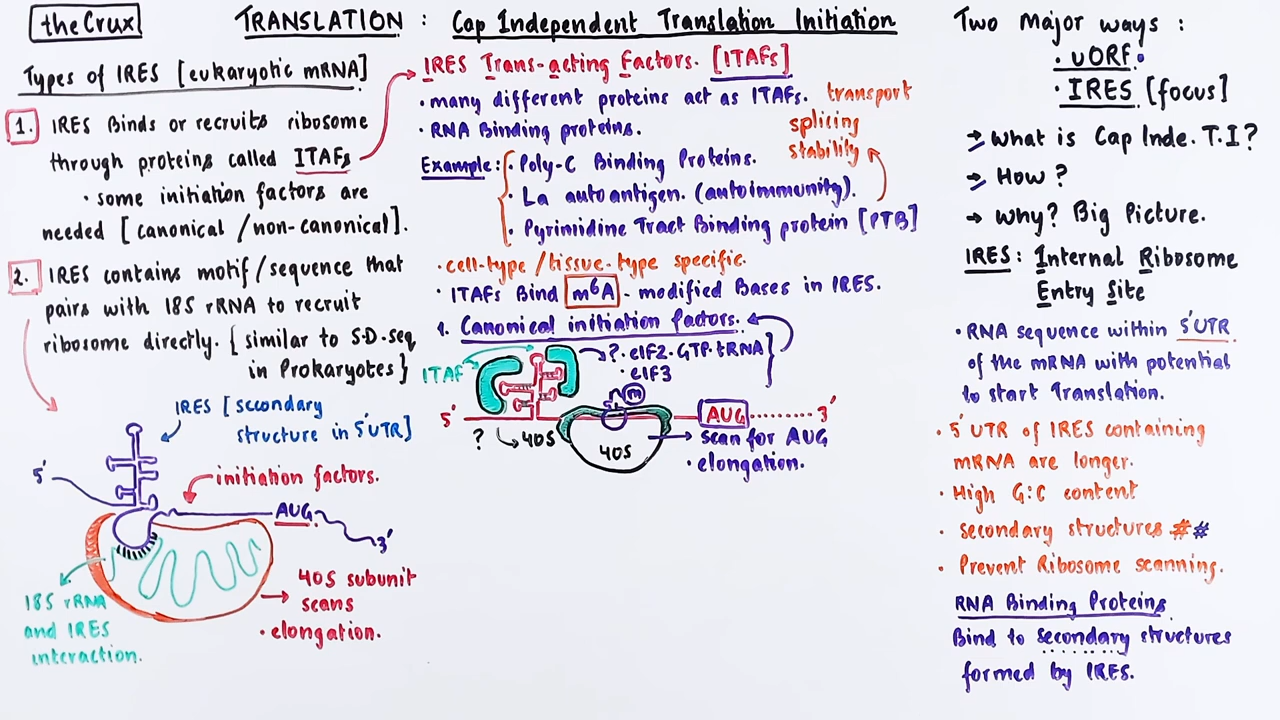 theCrux
TRANSLATION : Cap Independent Translation Initiation
Types of IRES [eukaryotic mRNA]
1. IRES Binds or recruits ribosome
through proteins called ITAFs
• some initiation factors are
needed [canonical /non-canonical].
2. IRES contains motif/sequence that
pairs with 18S rRNA to recruit
ribosome directly. {similar to S·D·seq
in Prokaryotes}
IRES [secondary
structure in 5'UTR]
5'
initiation factors.
AUG
3'
18S rRNA
and IRES
interaction.
40S subunit
scans
• elongation.
IRES Trans-acting Factors. [ITAFs]
• many different proteins act as ITAFs.
• RNA Binding proteins.
transport
splicing
stability
Example: • Poly-C Binding Proteins.
• La autoantigen. (autoimmunity).
• Pyrimidine Tract Binding protein [PTB]
• cell-type/tissue-type specific.
• ITAFs Bind m6A - modified Bases in IRES.
1. Canonical initiation factors.
ITAF
? • eIF2·GTP·tRNA
• eIF3
m
5'
AUG
3'
? 40S
40S
scan for AUG
• elongation.
Two major ways :
• uORF.
• IRES [focus]
⇒ What is Cap Inde. T.I?
⇒ How ?
→ why? Big Picture.
IRES : Internal Ribosome
Entry Site
• RNA sequence within 5'UTR
of the mRNA with potential
to start Translation.
• 5' UTR of IRES containing
mRNA are longer.
• High G:C content
• secondary structures ##
• Prevent Ribosome scanning.
RNA Binding Proteins
Bind to secondary structures
formed by IRES.